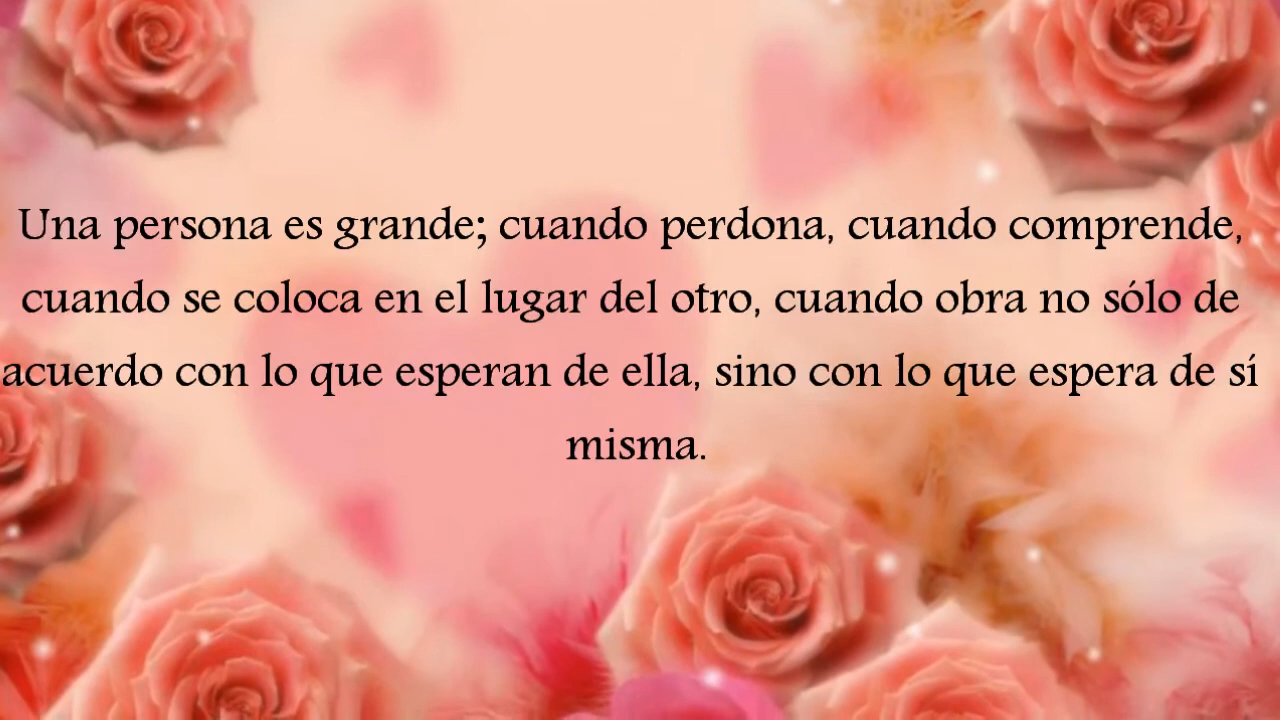 Una persona es grande; cuando perdona, cuando comprende,
cuando se coloca en el lugar del otro, cuando obra no sólo de
acuerdo con lo que esperan de ella, sino con lo que espera de sí
misma.